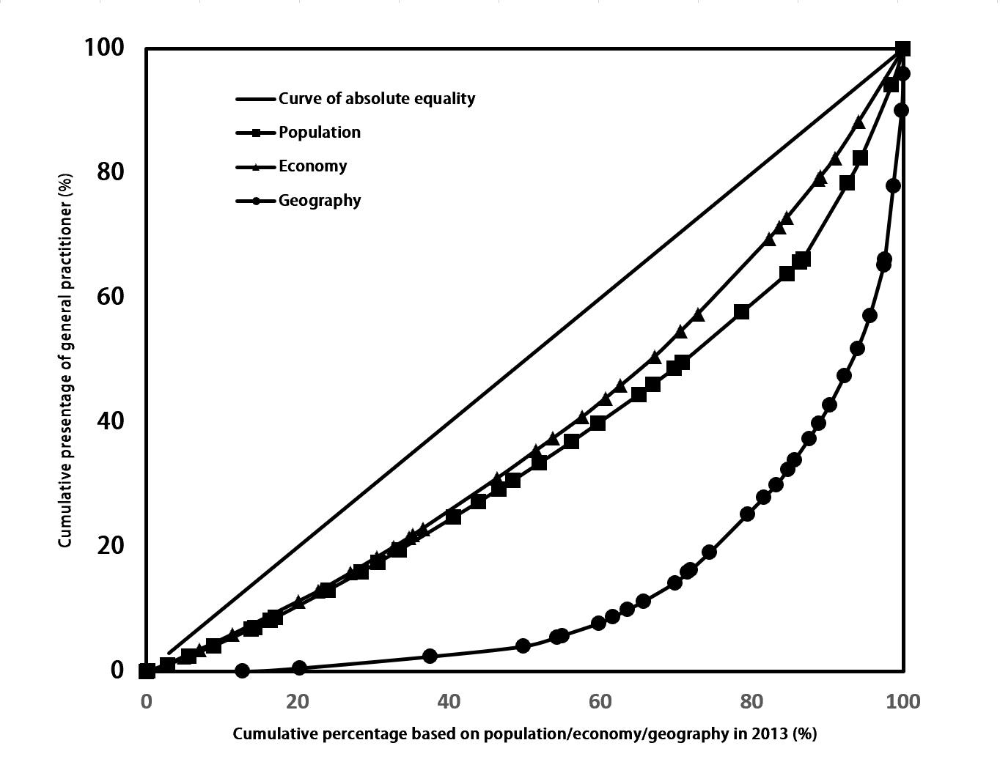 100
Curve of absolute equality
Population
80
Economy
Geography
60
40
20
0
Cumulative presentage of general practitioner (%)
0 20 40 60 80 100
Cumulative percentage based on population/economy/geography in 2013 (%)